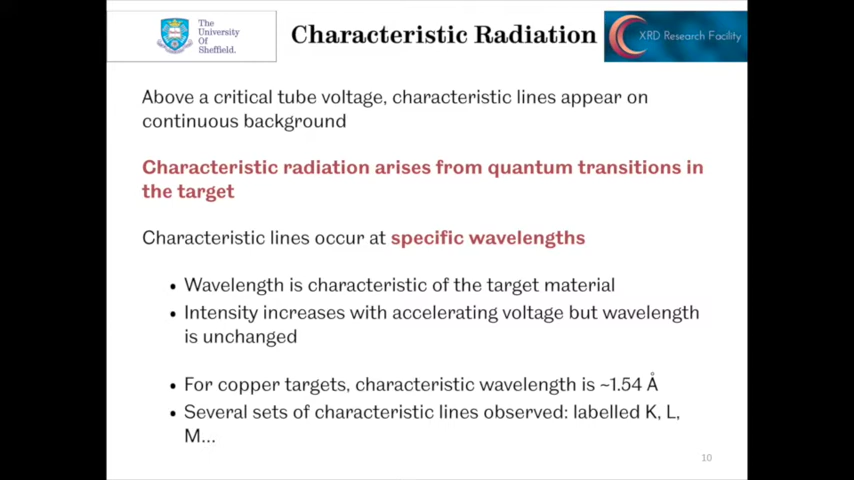 The
University
Of
Sheffield.
Characteristic Radiation
XRD Research Facility
Above a critical tube voltage, characteristic lines appear on
continuous background
Characteristic radiation arises from quantum transitions in
the target
Characteristic lines occur at specific wavelengths
• Wavelength is characteristic of the target material
• Intensity increases with accelerating voltage but wavelength
is unchanged
• For copper targets, characteristic wavelength is ~1.54 Å
• Several sets of characteristic lines observed: labelled K, L,
M...
10